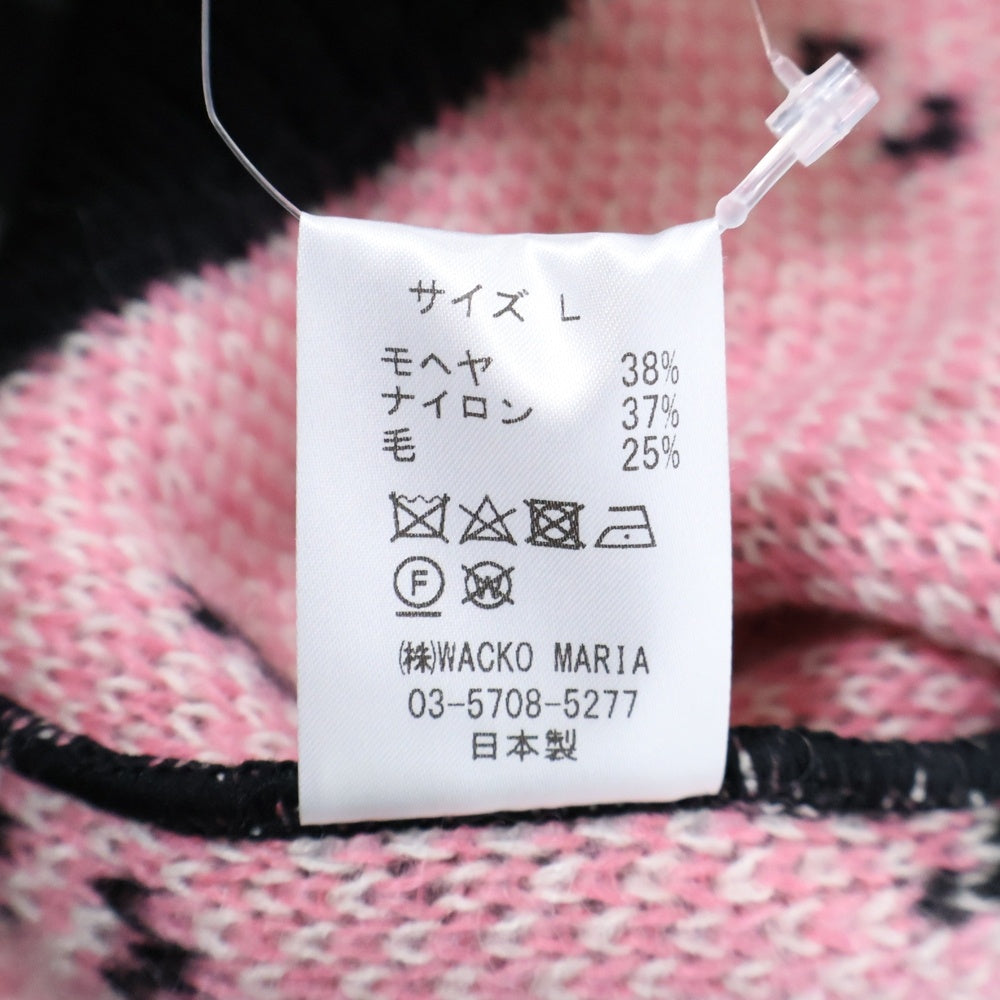 サイズ L
モヘヤ 38%
ナイロン 37%
毛 25%
F W
㈱WACKO MARIA
03-5708-5277
日本製